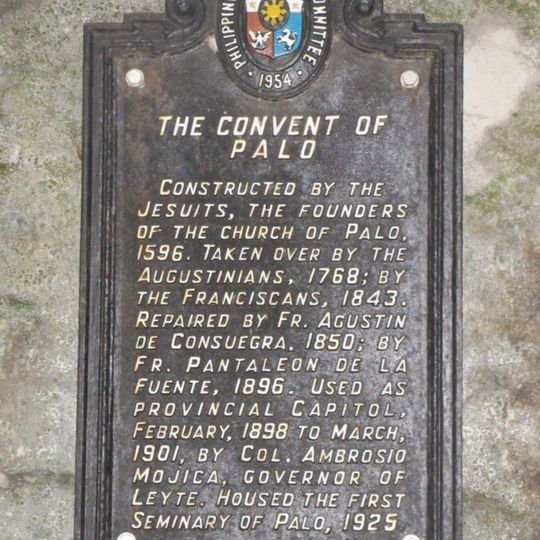 PHILIPPINE
COMMITTEE
1954
THE CONVENT OF
PALO
CONSTRUCTED BY THE
JESUITS, THE FOUNDERS
OF THE CHURCH OF PALO,
1596. TAKEN OVER BY THE
AUGUSTINIANS, 1768; BY
THE FRANCISCANS, 1843.
REPAIRED BY FR. AGUSTIN
DE CONSUEGRA, 1850; BY
FR. PANTALEON DE LA
FUENTE, 1896. USED AS
PROVINCIAL CAPITOL,
FEBRUARY, 1898 TO MARCH,
1901, BY COL. AMBROSIO
MOJICA, GOVERNOR OF
LEYTE. HOUSED THE FIRST
SEMINARY OF PALO, 1925